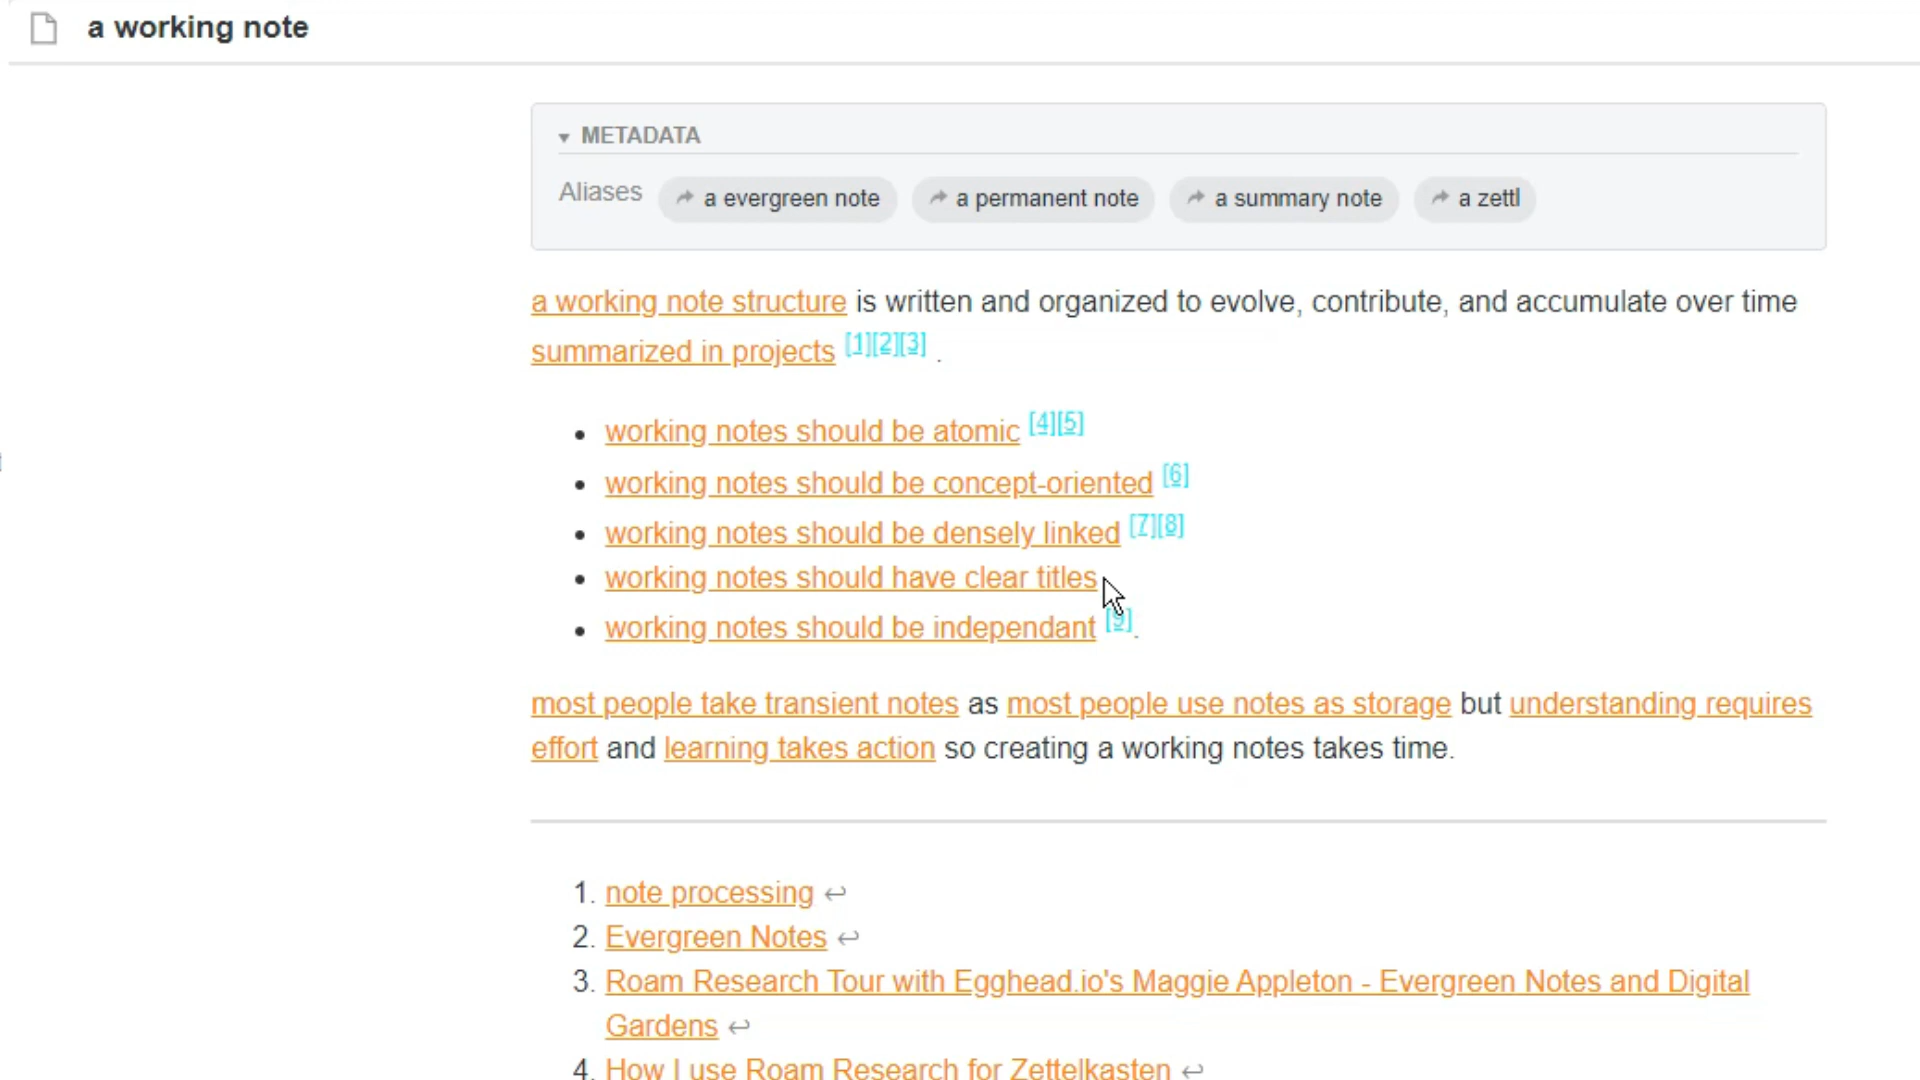 a working note
METADATA
Aliases a evergreen note a permanent note a summary note a zettl
a working note structure is written and organized to evolve, contribute, and accumulate over time
summarized in projects [1][2][3] .
• working notes should be atomic [4][5]
• working notes should be concept-oriented [6]
• working notes should be densely linked [7][8]
• working notes should have clear titles
• working notes should be independant [9].
most people take transient notes as most people use notes as storage but understanding requires
effort and learning takes action so creating a working notes takes time.
1. note processing ↩
2. Evergreen Notes ↩
3. Roam Research Tour with Egghead.io's Maggie Appleton - Evergreen Notes and Digital
Gardens ↩
4. How I use Roam Research for Zettelkasten ↩